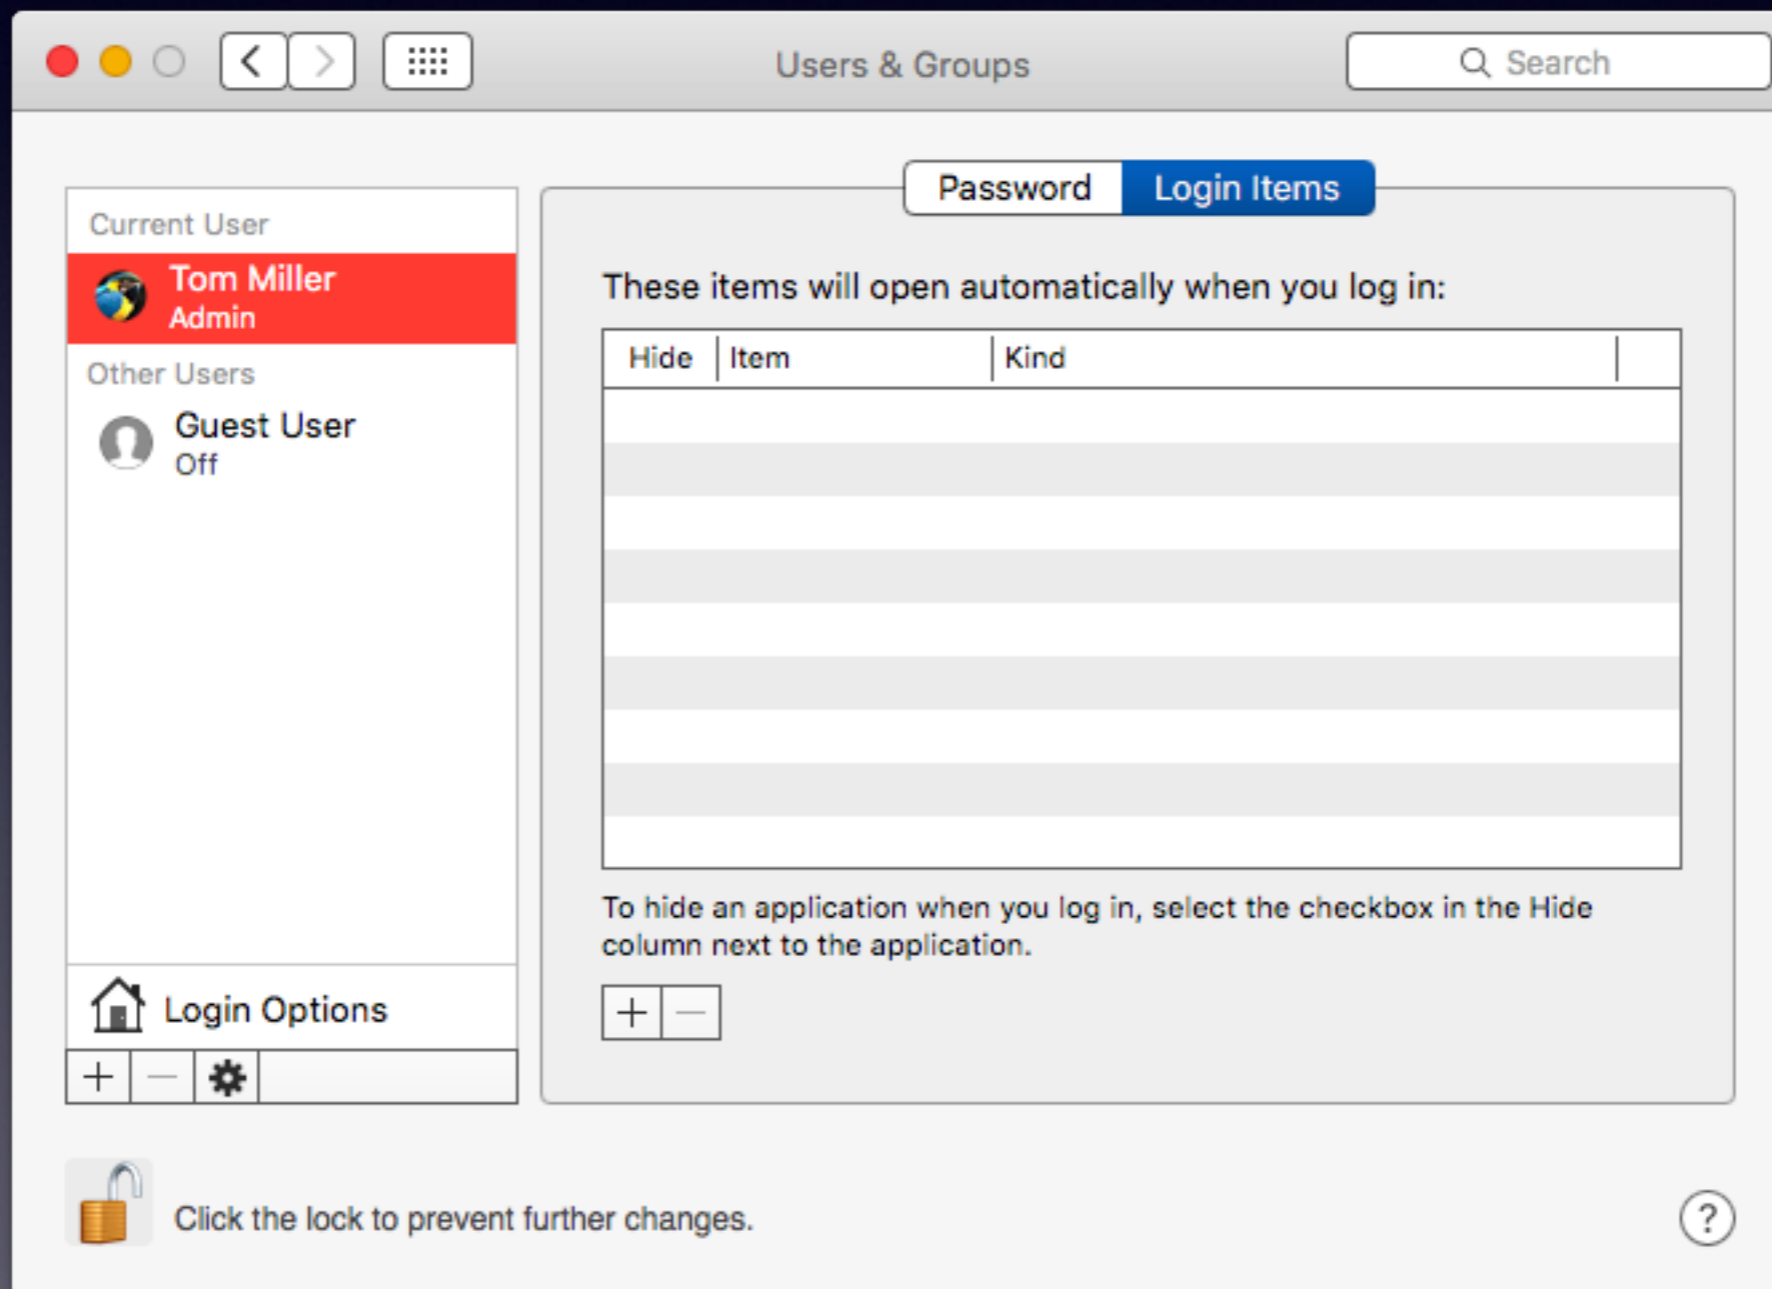 Users & Groups
Search
Password
Login Items
Current User
Tom Miller
Admin
Other Users
Guest User
Off
These items will open automatically when you log in:
Hide
Item
Kind
To hide an application when you log in, select the checkbox in the Hide
column next to the application.
Login Options
Click the lock to prevent further changes.
?